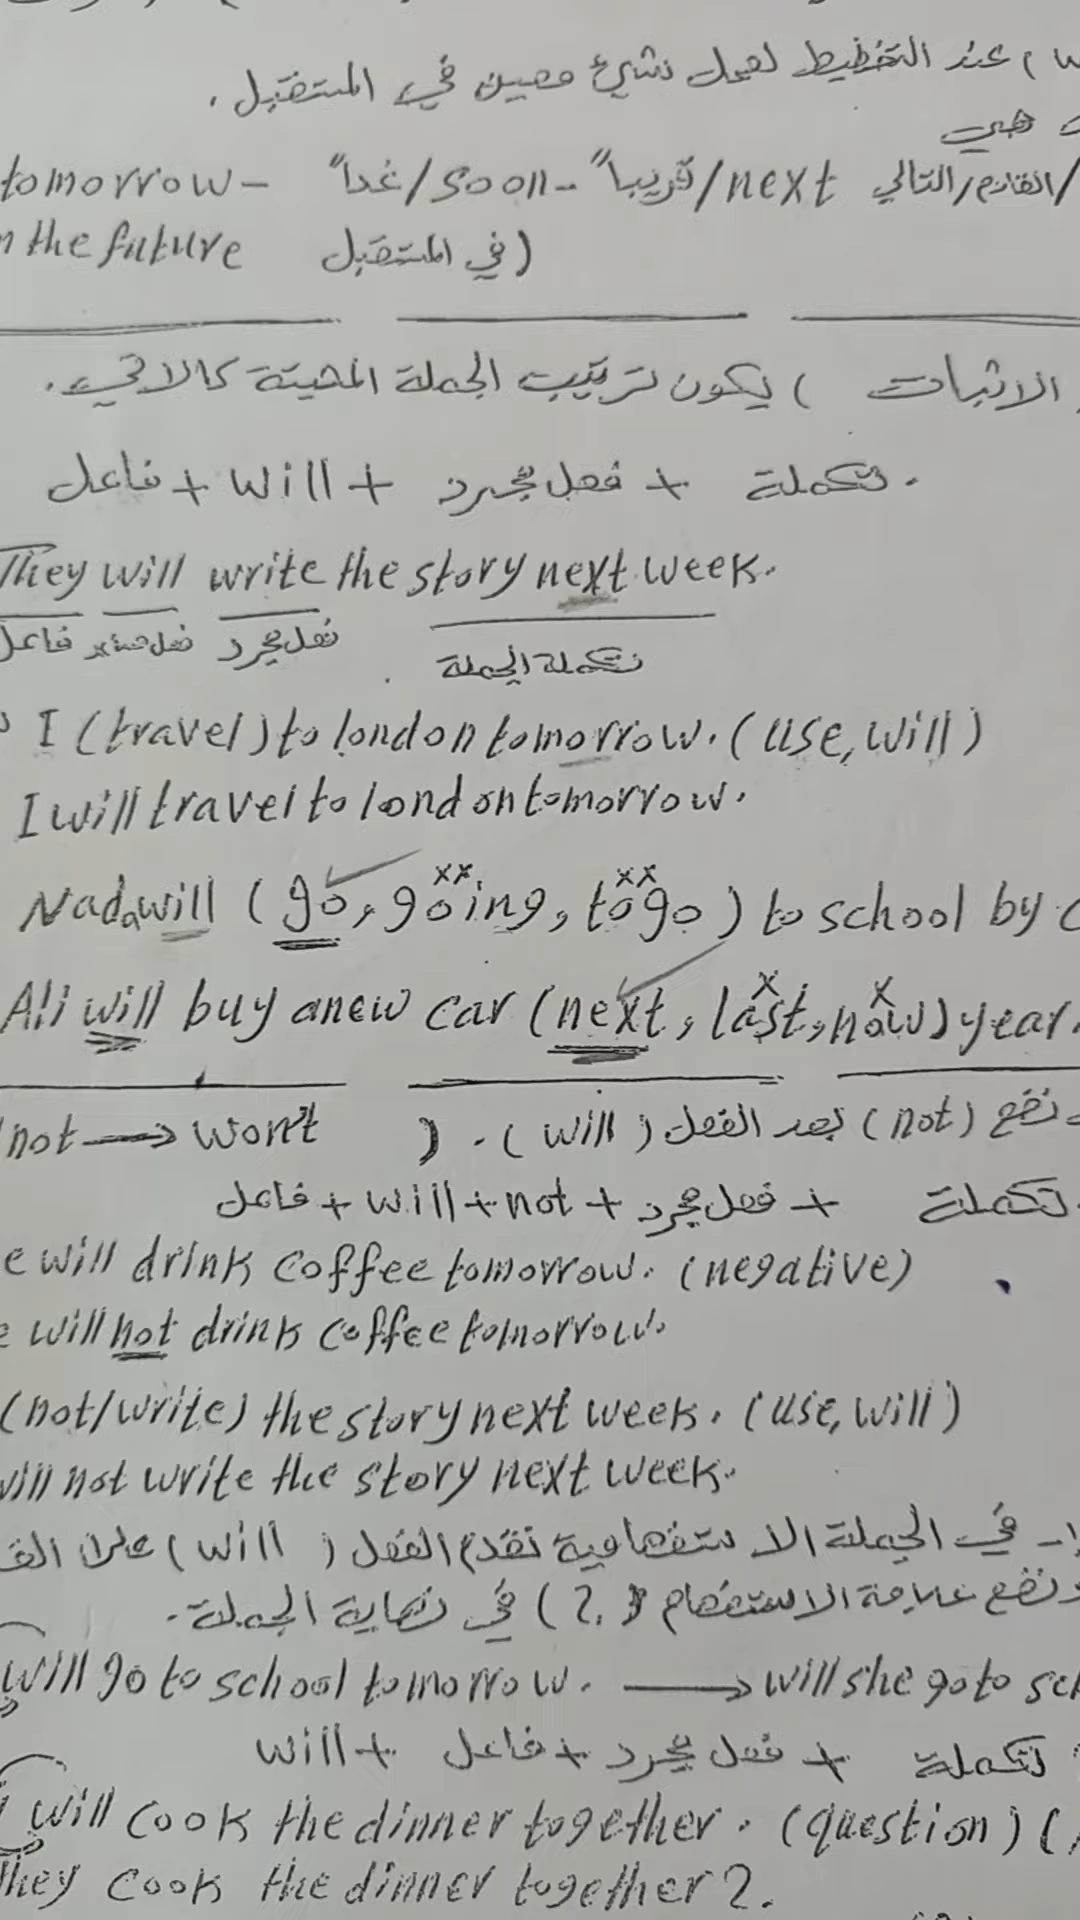 ) عند التخطيط لعمل شيئ معين في المستقبل .
هي
tomorrow- غداً/soon- قريباً/next القادم/التالي/
the future في المستقبل)
الاثبات ) يكون ترتيب الجملة المثبتة كالاتي .
فاعل + will + فعل مجرد + تكملة .
They will write the story next week.
فاعل فعل مساعد فعل مجرد تكملة الجملة
I (travel) to london tomorrow. (use, will)
I will travel to london tomorrow.
Nada will (go, going, to go) to school by
Ali will buy a new car (next, last, now) year.
نضع (not) بعد الفعل (will) . ( not → won't
فاعل + will + not + فعل مجرد + تكملة
will drink coffee tomorrow. (negative)
will not drink coffee tomorrow.
(not/write) the story next week. (use, will)
will not write the story next week.
في الجملة الاستفهامية نقدم الفعل (will) على
نضع علامة الاستفهام (?) في نهاية الجملة .
will go to school tomorrow. → will she go to
will + فاعل + فعل مجرد + تكملة
will cook the dinner together. (question) (
They cook the dinner together?.